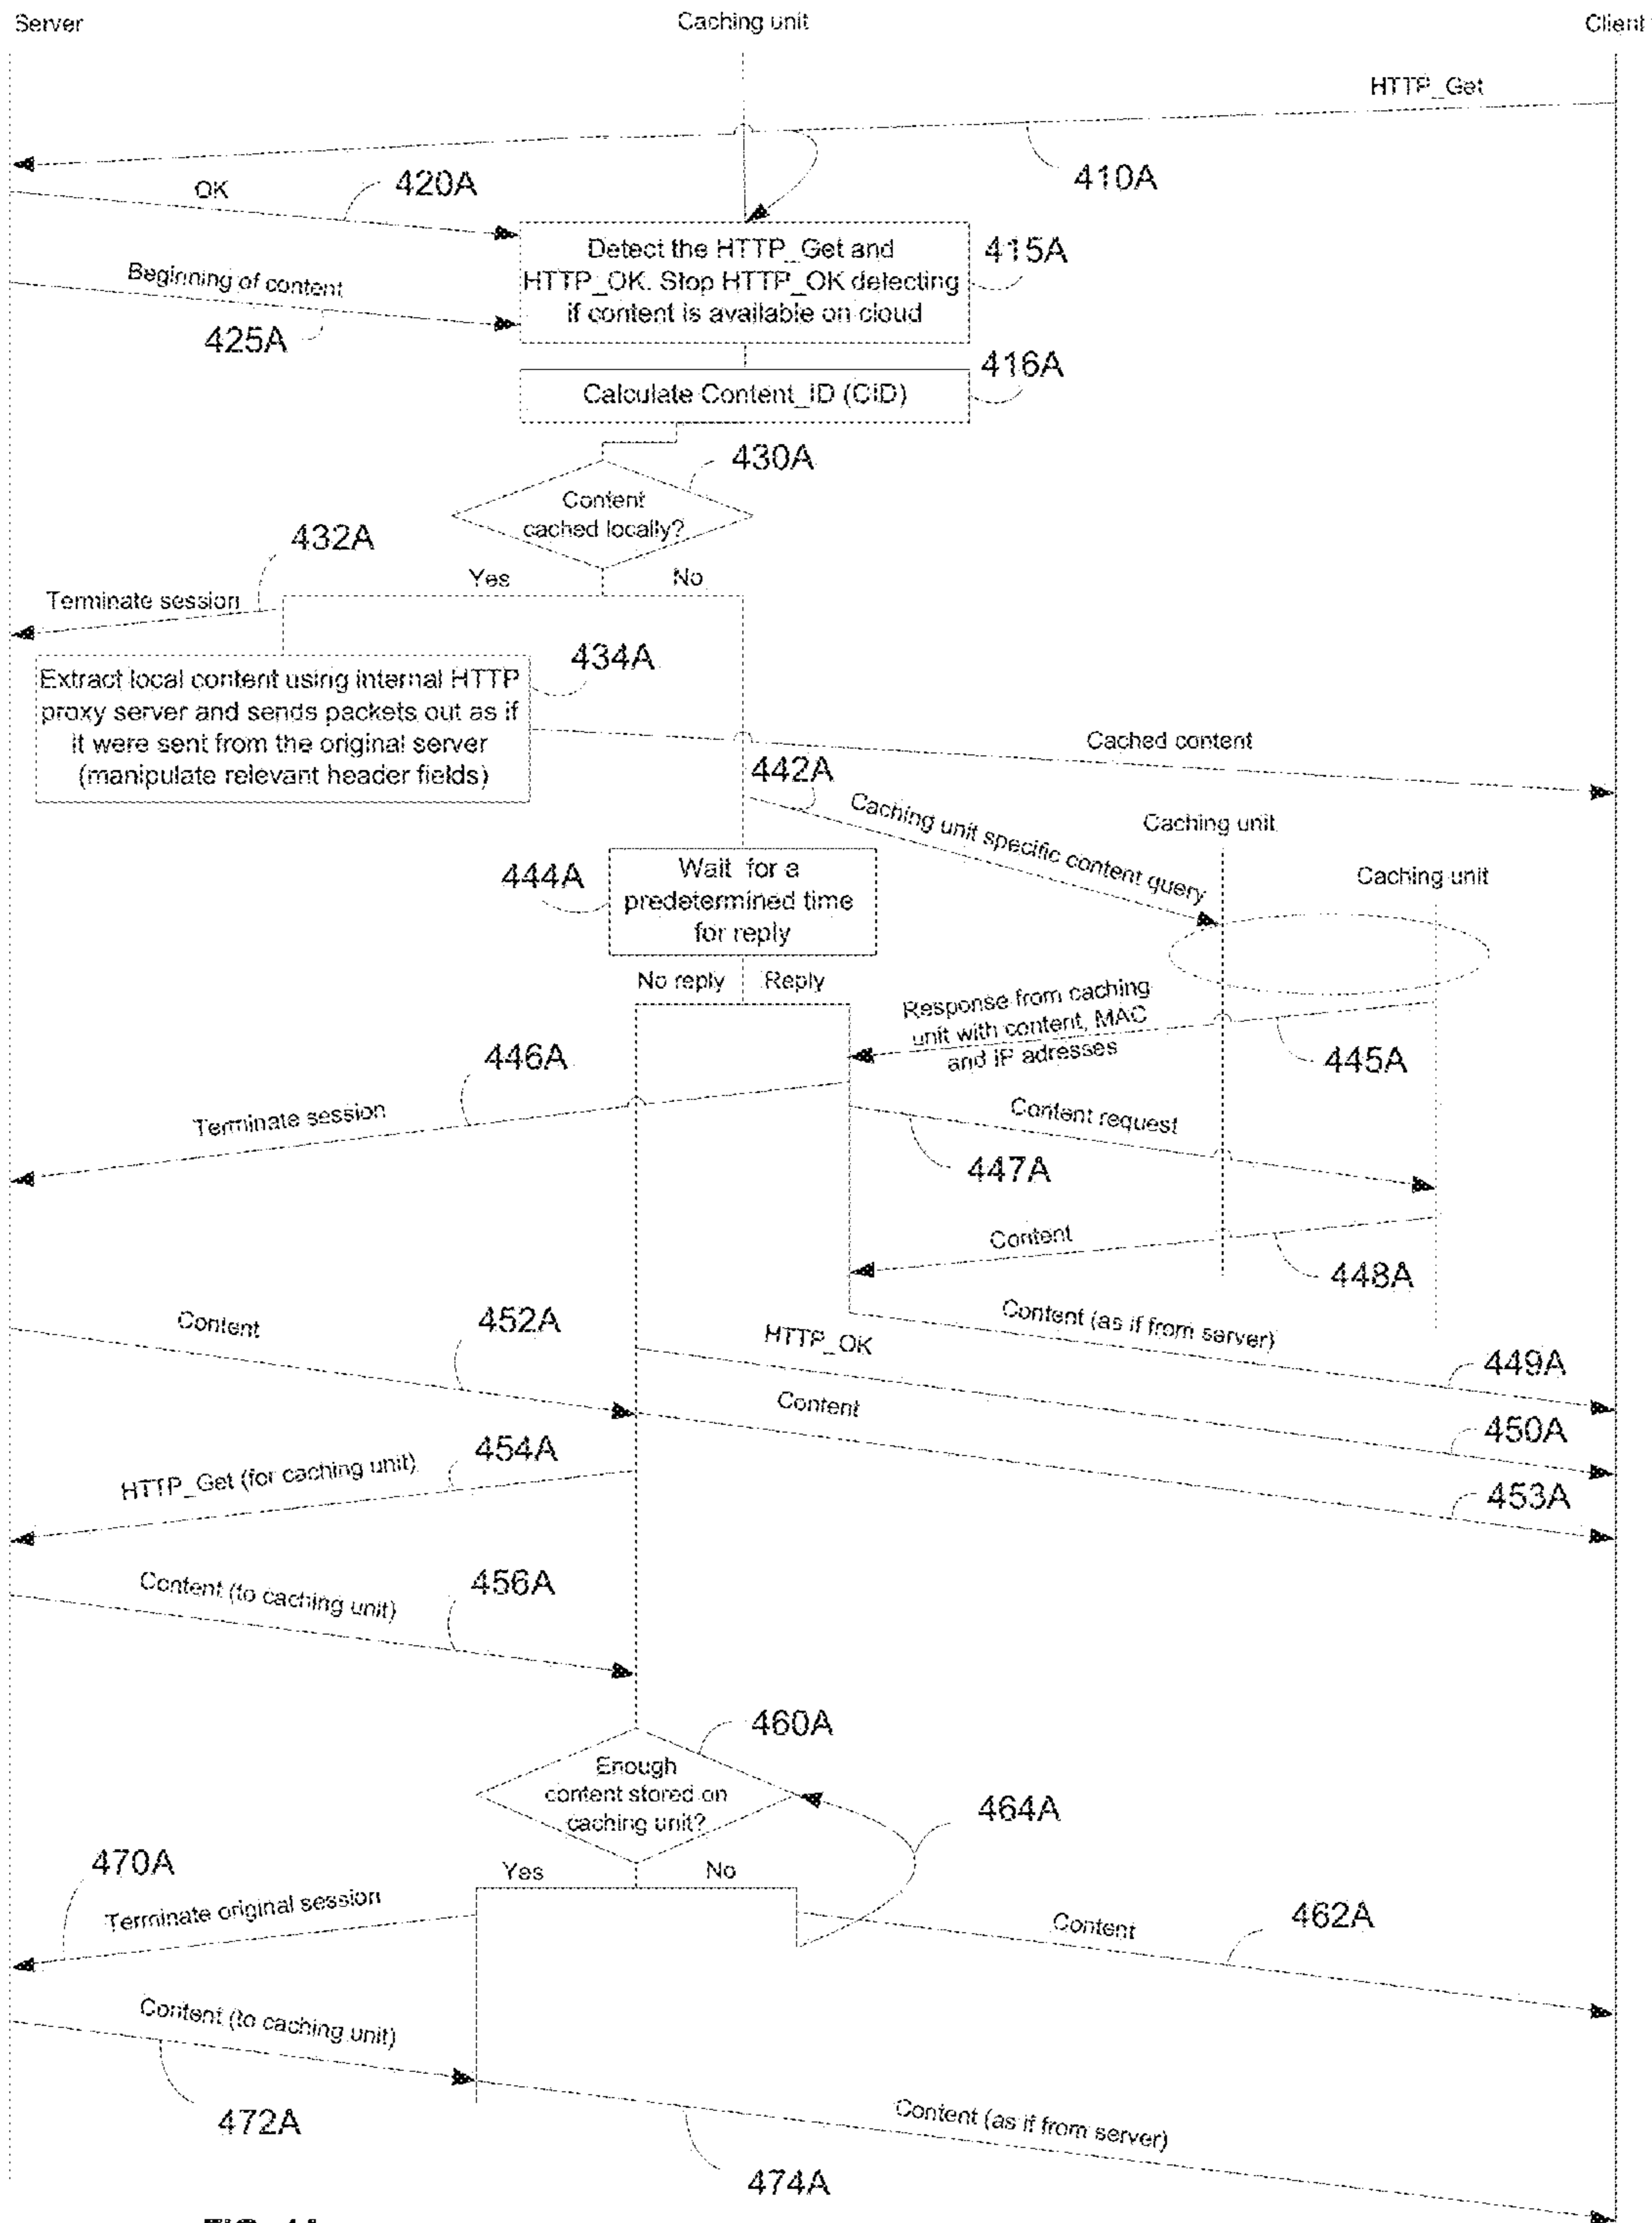 Server
Caching unit
Client
HTTP_Get
410A
OK
420A
Detect the HTTP_Get and
HTTP_OK. Stop HTTP_OK detecting
if content is available on cloud
415A
Beginning of content
425A
416A
Calculate Content_ID (CID)
430A
Content
cached locally?
432A
Yes
No
Terminate session
434A
Extract local content using internal HTTP
proxy server and sends packets out as if
it were sent from the original server
(manipulate relevant header fields)
Cached content
442A
Caching unit specific content query
Caching unit
Caching unit
444A
Wait for a
predetermined time
for reply
No reply
Reply
Response from caching
unit with content, MAC
and IP adresses
445A
446A
Terminate session
Content request
447A
Content
448A
Content
452A
Content (as if from server)
449A
HTTP_OK
450A
Content
453A
HTTP_Get (for caching unit)
454A
Content (to caching unit)
456A
460A
Enough
content stored on
caching unit?
464A
470A
Yes
No
Terminate original session
Content
462A
Content (to caching unit)
472A
Content (as if from server)
474A